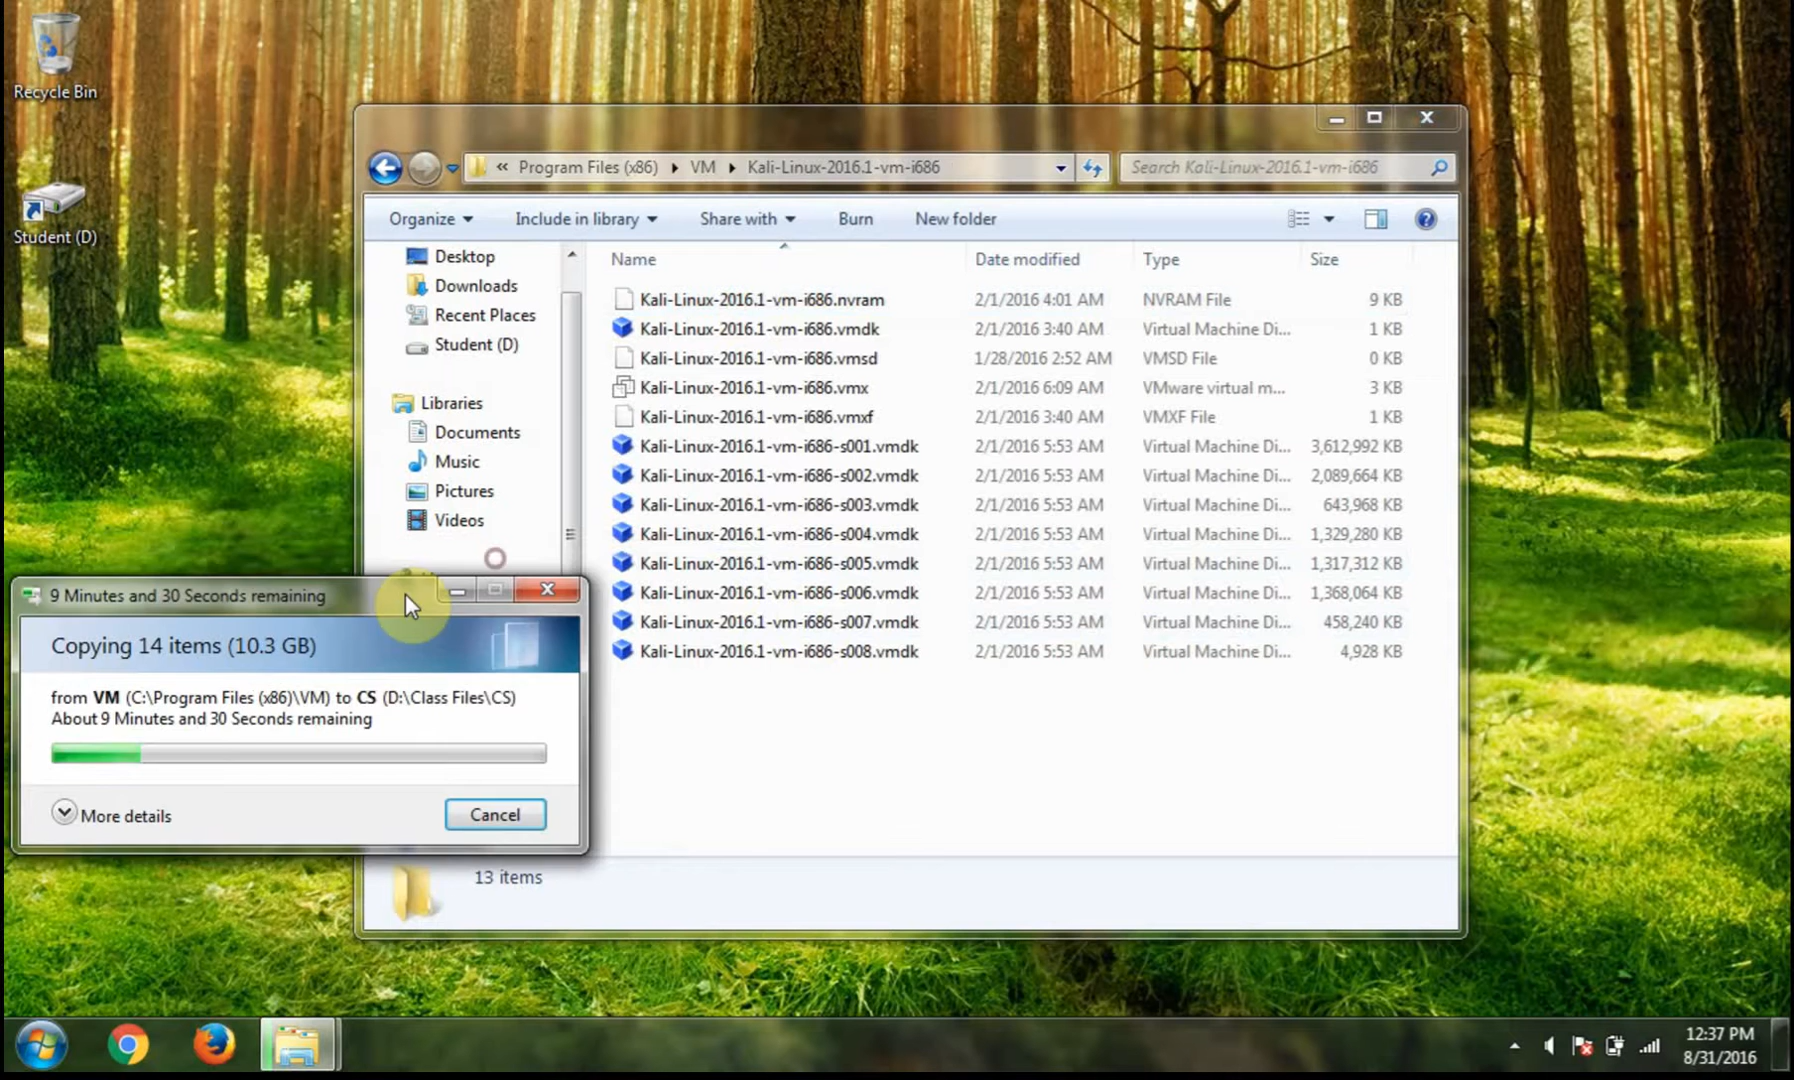 Recycle Bin
Student (D)
« Program Files (x86) ▸ VM ▸ Kali-Linux-2016.1-vm-i686
Search Kali-Linux-2016.1-vm-i686
Organize Include in library Share with Burn New folder
Desktop
Downloads
Recent Places
Student (D)
Libraries
Documents
Music
Pictures
Videos
Name Date modified Type Size
Kali-Linux-2016.1-vm-i686.nvram 2/1/2016 4:01 AM NVRAM File 9 KB
Kali-Linux-2016.1-vm-i686.vmdk 2/1/2016 3:40 AM Virtual Machine Di... 1 KB
Kali-Linux-2016.1-vm-i686.vmsd 1/28/2016 2:52 AM VMSD File 0 KB
Kali-Linux-2016.1-vm-i686.vmx 2/1/2016 6:09 AM VMware virtual m... 3 KB
Kali-Linux-2016.1-vm-i686.vmxf 2/1/2016 3:40 AM VMXF File 1 KB
Kali-Linux-2016.1-vm-i686-s001.vmdk 2/1/2016 5:53 AM Virtual Machine Di... 3,612,992 KB
Kali-Linux-2016.1-vm-i686-s002.vmdk 2/1/2016 5:53 AM Virtual Machine Di... 2,089,664 KB
Kali-Linux-2016.1-vm-i686-s003.vmdk 2/1/2016 5:53 AM Virtual Machine Di... 643,968 KB
Kali-Linux-2016.1-vm-i686-s004.vmdk 2/1/2016 5:53 AM Virtual Machine Di... 1,329,280 KB
Kali-Linux-2016.1-vm-i686-s005.vmdk 2/1/2016 5:53 AM Virtual Machine Di... 1,317,312 KB
Kali-Linux-2016.1-vm-i686-s006.vmdk 2/1/2016 5:53 AM Virtual Machine Di... 1,368,064 KB
Kali-Linux-2016.1-vm-i686-s007.vmdk 2/1/2016 5:53 AM Virtual Machine Di... 458,240 KB
Kali-Linux-2016.1-vm-i686-s008.vmdk 2/1/2016 5:53 AM Virtual Machine Di... 4,928 KB
9 Minutes and 30 Seconds remaining
Copying 14 items (10.3 GB)
from VM (C:\Program Files (x86)\VM) to CS (D:\Class Files\CS)
About 9 Minutes and 30 Seconds remaining
More details
Cancel
13 items
12:37 PM
8/31/2016